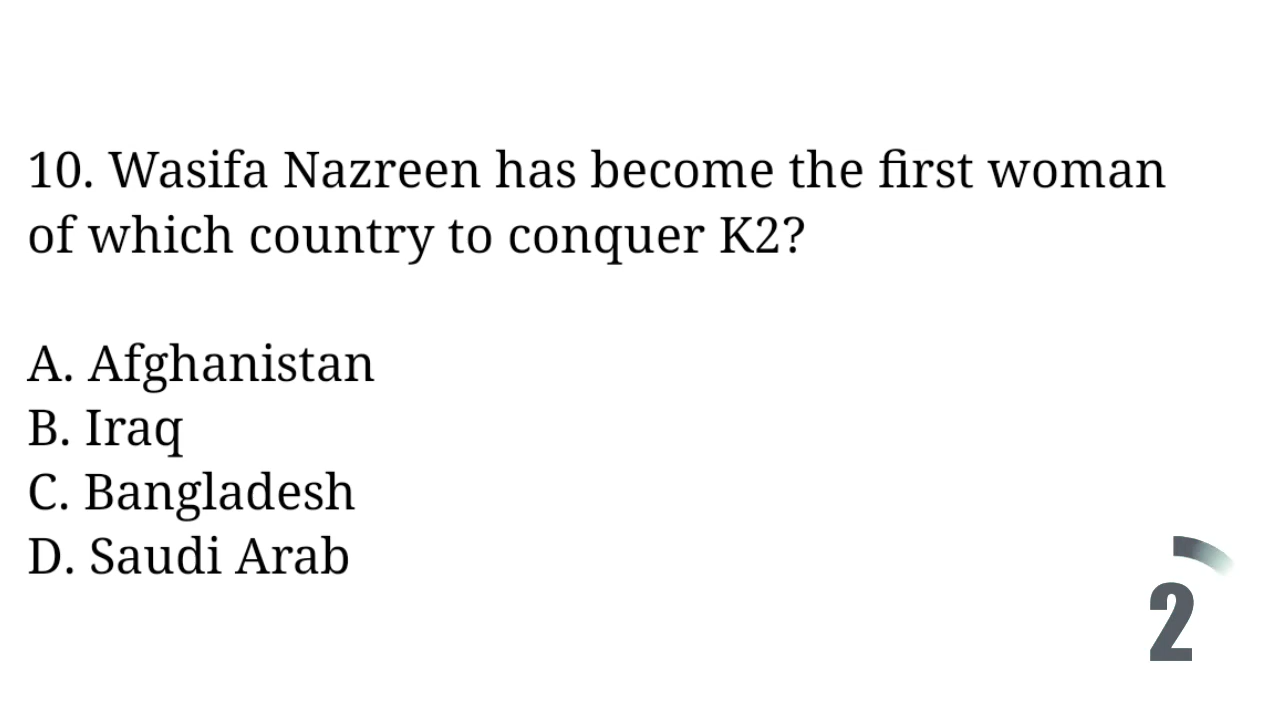 10. Wasifa Nazreen has become the first woman
of which country to conquer K2?
A. Afghanistan
B. Iraq
C. Bangladesh
D. Saudi Arab
2